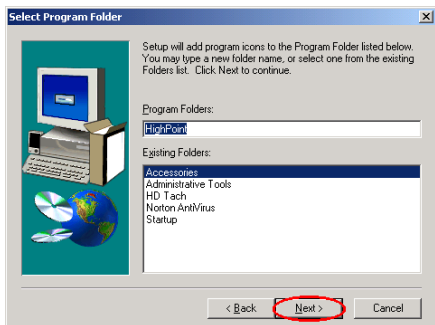 Select Program Folder
Setup will add program icons to the Program Folder listed below.
You may type a new folder name, or select one from the existing
Folders list. Click Next to continue.
Program Folders:
HighPoint
Existing Folders:
Accessories
Administrative Tools
HD Tach
Norton AntiVirus
Startup
< Back
Next >
Cancel